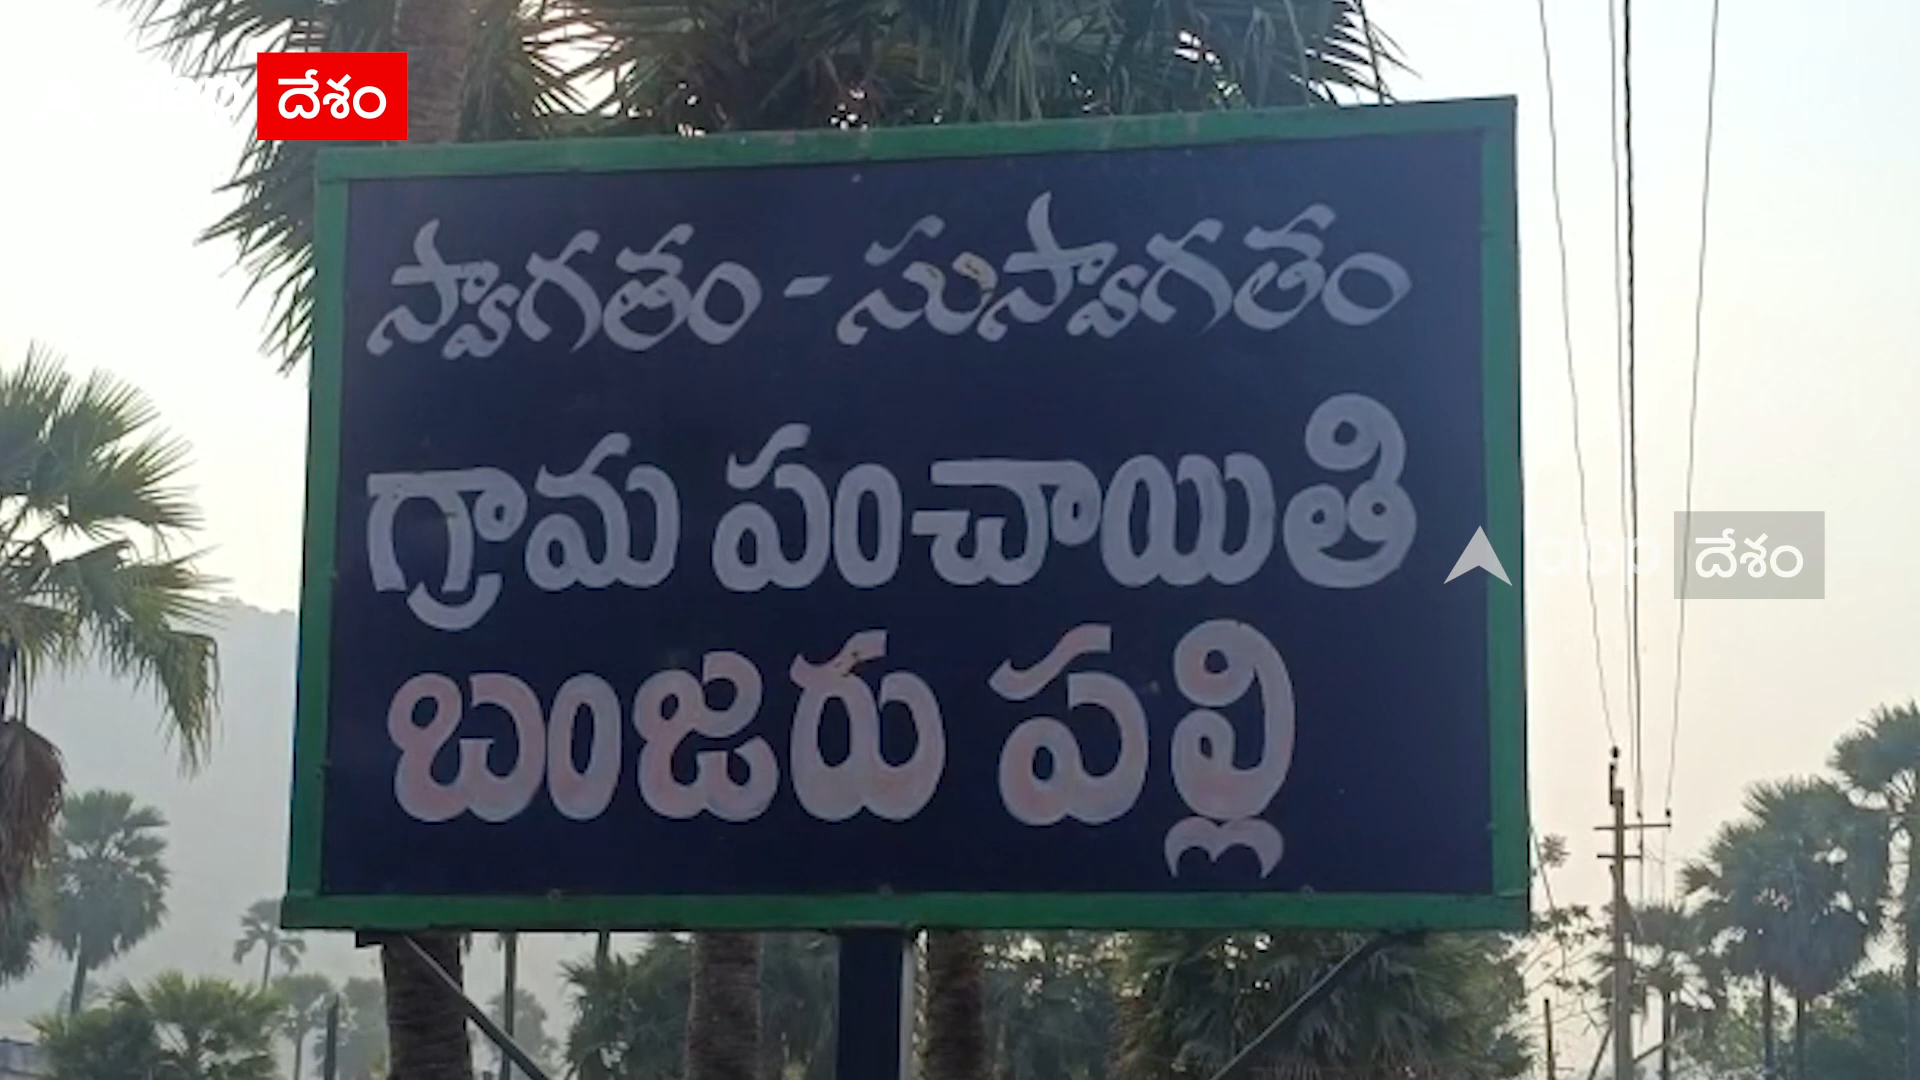 దేశం
స్వాగతం - సుస్వాగతం
గ్రామ పంచాయితి
బంజరు పల్లి
దేశం